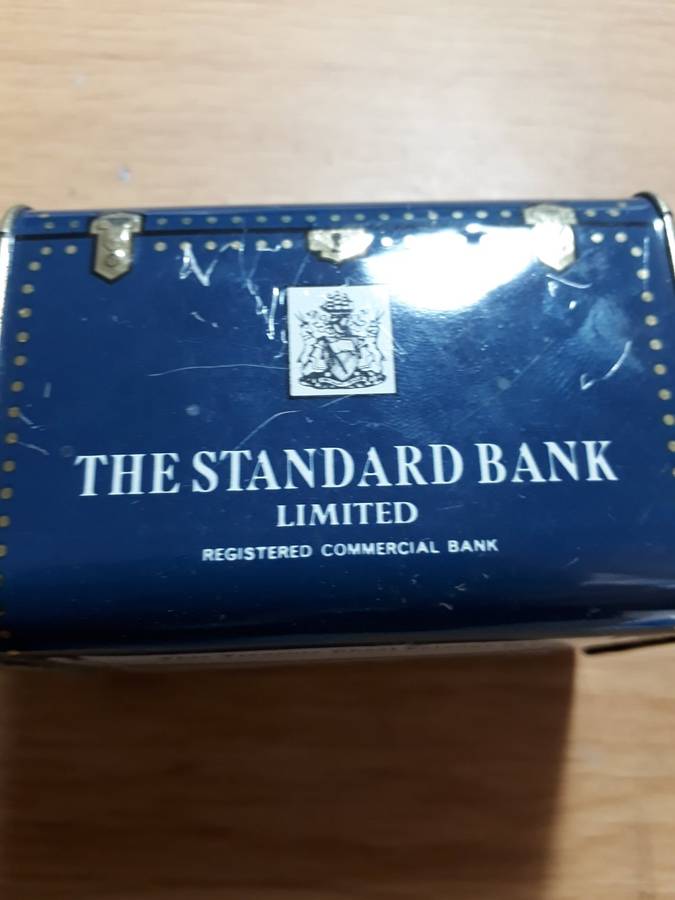 THE STANDARD BANK
LIMITED
REGISTERED COMMERCIAL BANK